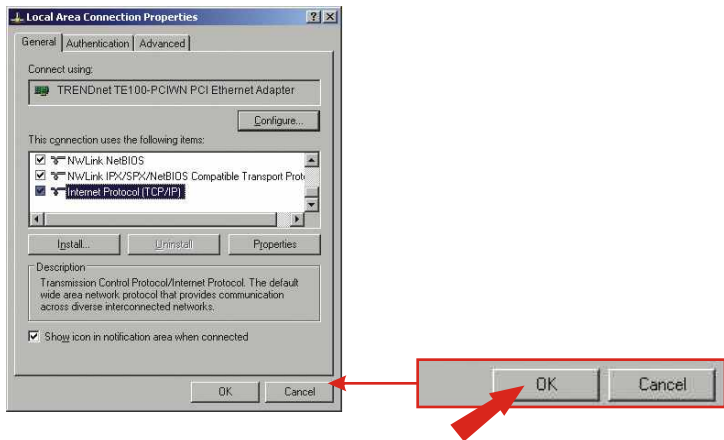 Local Area Connection Properties
General Authentication Advanced
Connect using:
TRENDnet TE100-PCIWN PCI Ethernet Adapter
Configure...
This connection uses the following items:
NWLink NetBIOS
NWLink IPX/SPX/NetBIOS Compatible Transport Proto
Internet Protocol (TCP/IP)
Install... Uninstall Properties
Description
Transmission Control Protocol/Internet Protocol. The default
wide area network protocol that provides communication
across diverse interconnected networks.
Show icon in notification area when connected
OK Cancel
OK Cancel